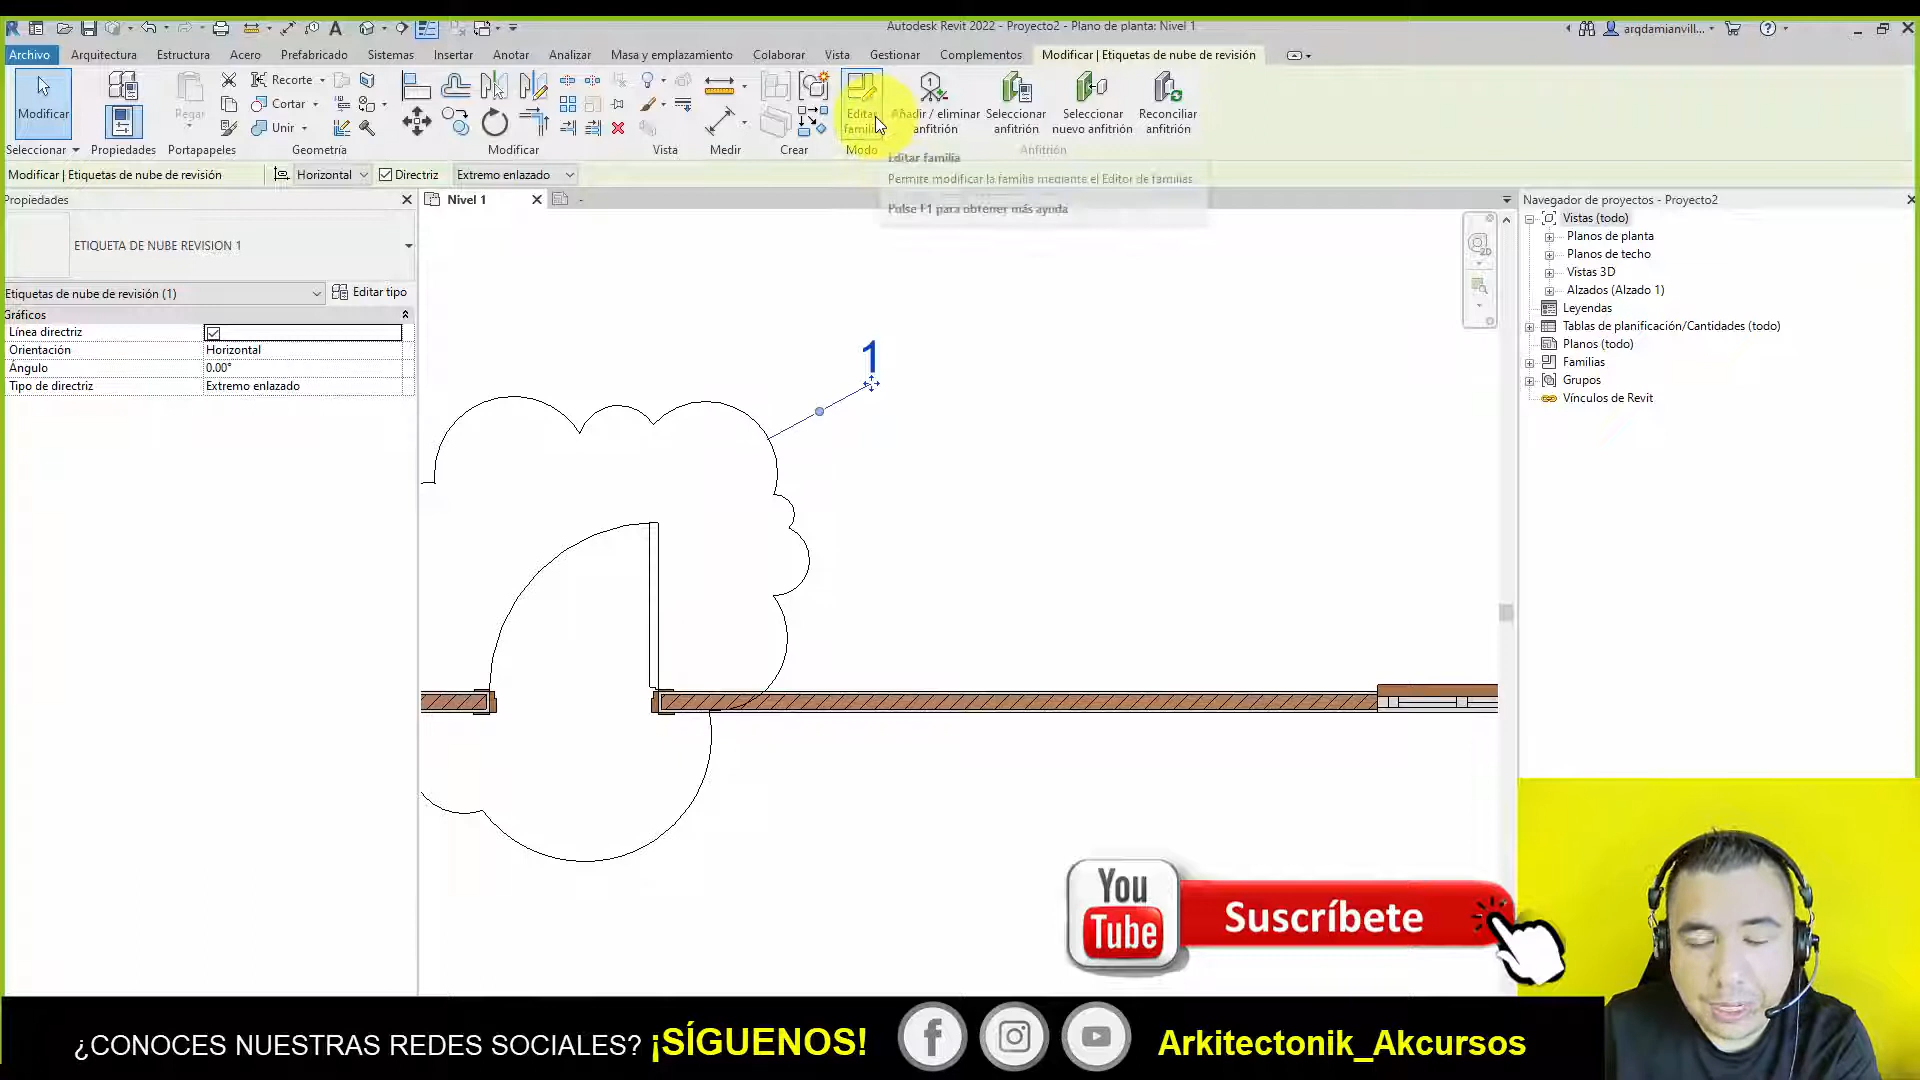 Autodesk Revit 2022 - Proyecto2 - Plano de planta: Nivel 1
arqdamianvill...
Archivo Arquitectura Estructura Acero Prefabricado Sistemas Insertar Anotar Analizar Masa y emplazamiento Colaborar Vista Gestionar Complementos Modificar | Etiquetas de nube de revisión
Modificar
Pegar
Recorte
Cortar
Unir
Editar familia
Añadir / eliminar anfitrión
Seleccionar anfitrión
Seleccionar nuevo anfitrión
Reconciliar anfitrión
Seleccionar Propiedades Portapapeles Geometría Modificar Vista Medir Crear Modo Anfitrión
Editar familia
Permite modificar la familia mediante el Editor de familias
Pulse F1 para obtener más ayuda
Modificar | Etiquetas de nube de revisión Horizontal Directriz Extremo enlazado
Propiedades
ETIQUETA DE NUBE REVISION 1
Etiquetas de nube de revisión (1) Editar tipo
Gráficos
Línea directriz
Orientación Horizontal
Ángulo 0.00°
Tipo de directriz Extremo enlazado
Nivel 1
1
2D
Navegador de proyectos - Proyecto2
Vistas (todo)
Planos de planta
Planos de techo
Vistas 3D
Alzados (Alzado 1)
Leyendas
Tablas de planificación/Cantidades (todo)
Planos (todo)
Familias
Grupos
Vínculos de Revit
You
Tube
Suscríbete
¿CONOCES NUESTRAS REDES SOCIALES? ¡SÍGUENOS!
Arkitectonik_Akcursos